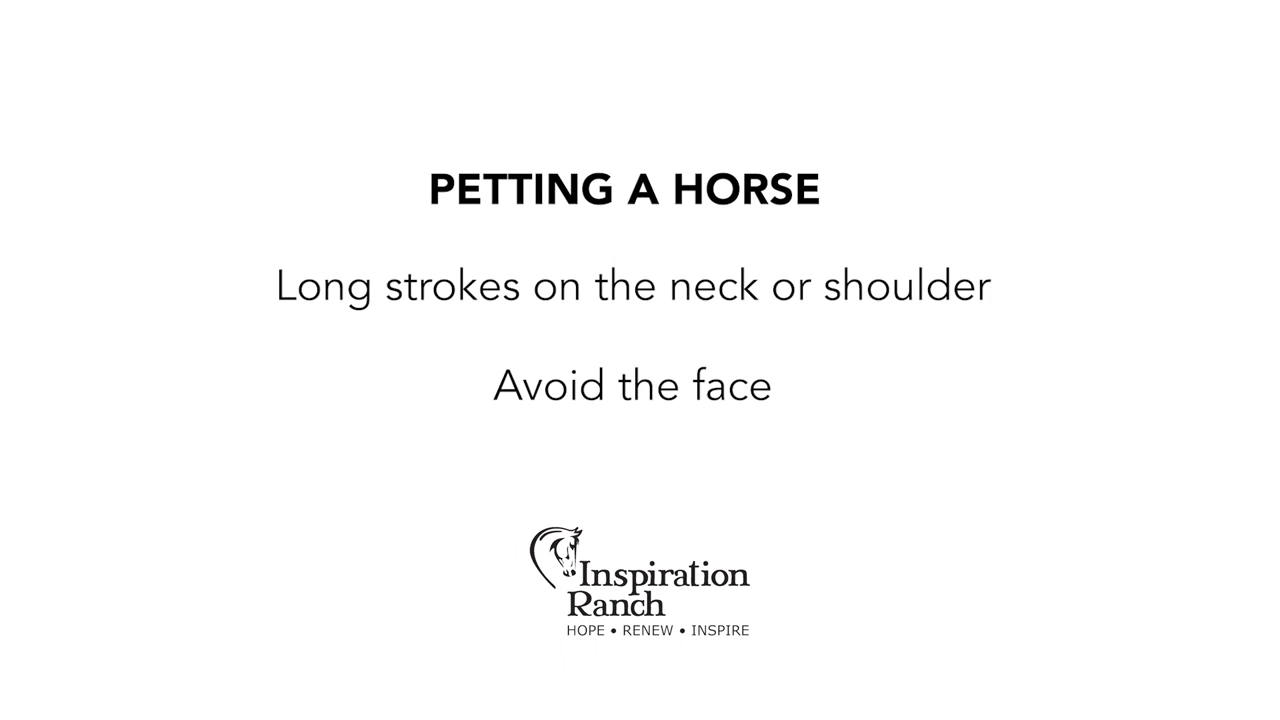 PETTING A HORSE
Long strokes on the neck or shoulder
Avoid the face
Inspiration
Ranch
HOPE • RENEW • INSPIRE